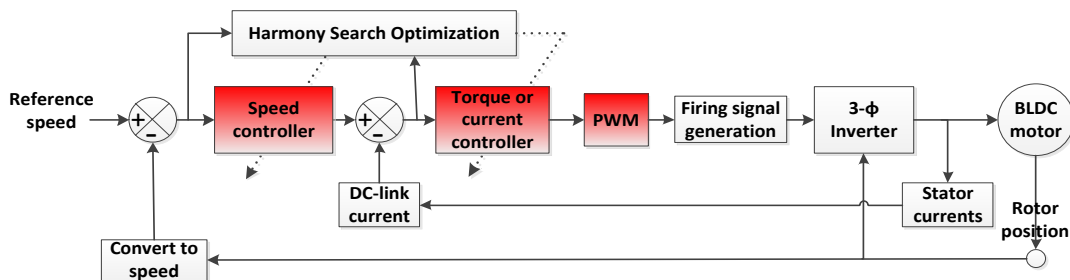 Harmony Search Optimization
Reference
speed
+
-
Speed
controller
+
-
Torque or
current
controller
PWM
Firing signal
generation
3-ϕ
Inverter
BLDC
motor
DC-link
current
Stator
currents
Rotor
position
Convert to
speed